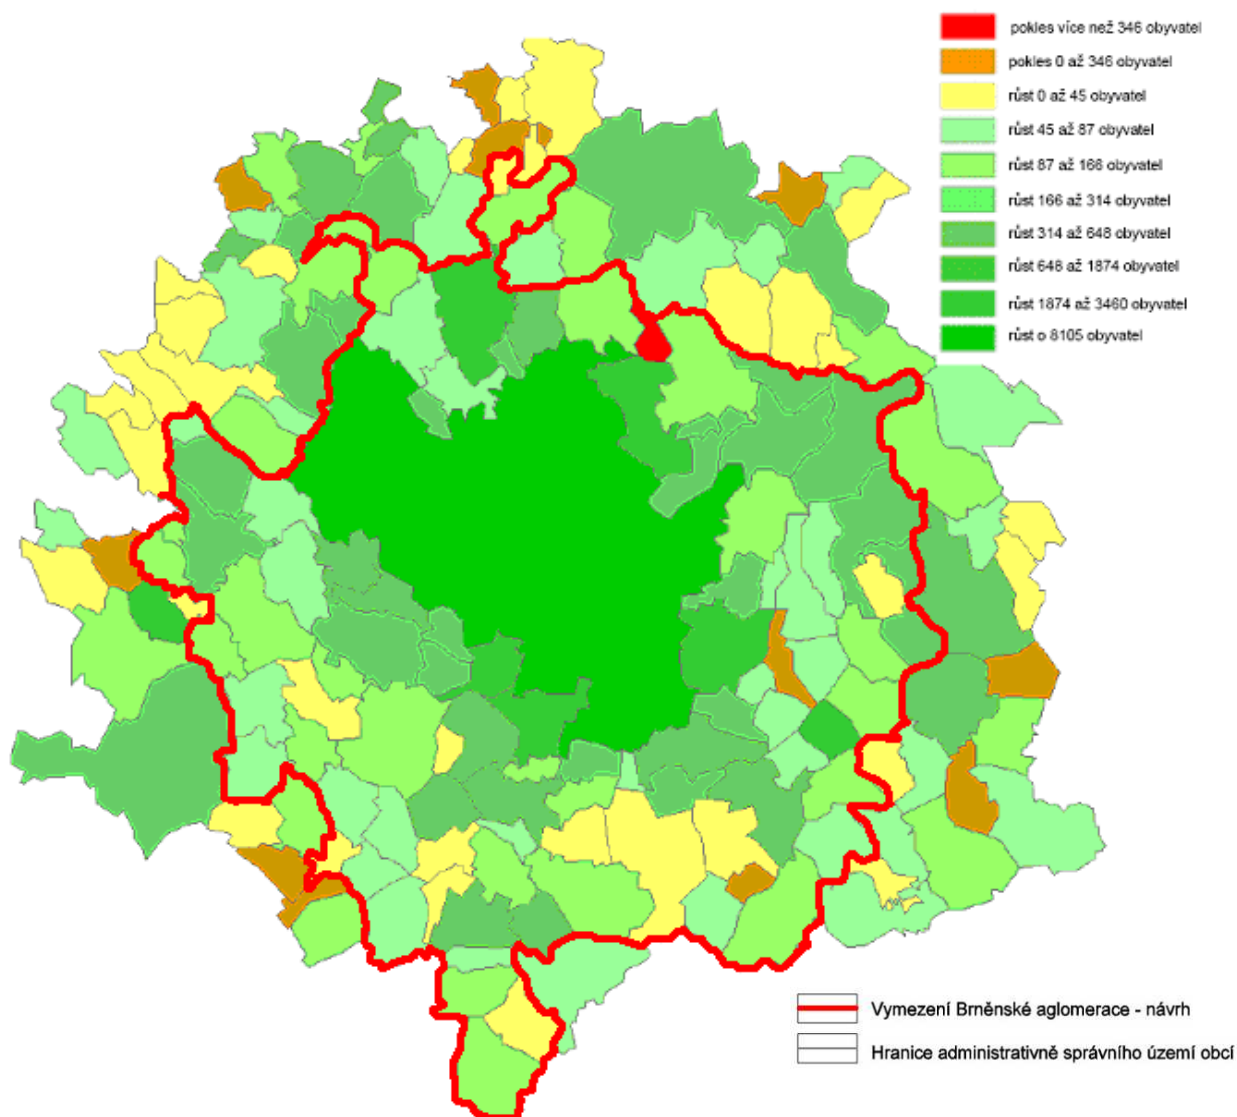 pokles více než 346 obyvatel
pokles 0 až 346 obyvatel
růst 0 až 45 obyvatel
růst 45 až 87 obyvatel
růst 87 až 166 obyvatel
růst 166 až 314 obyvatel
růst 314 až 648 obyvatel
růst 648 až 1874 obyvatel
růst 1874 až 3460 obyvatel
růst o 8105 obyvatel
Vymezení Brněnské aglomerace - návrh
Hranice administrativně správního území obcí